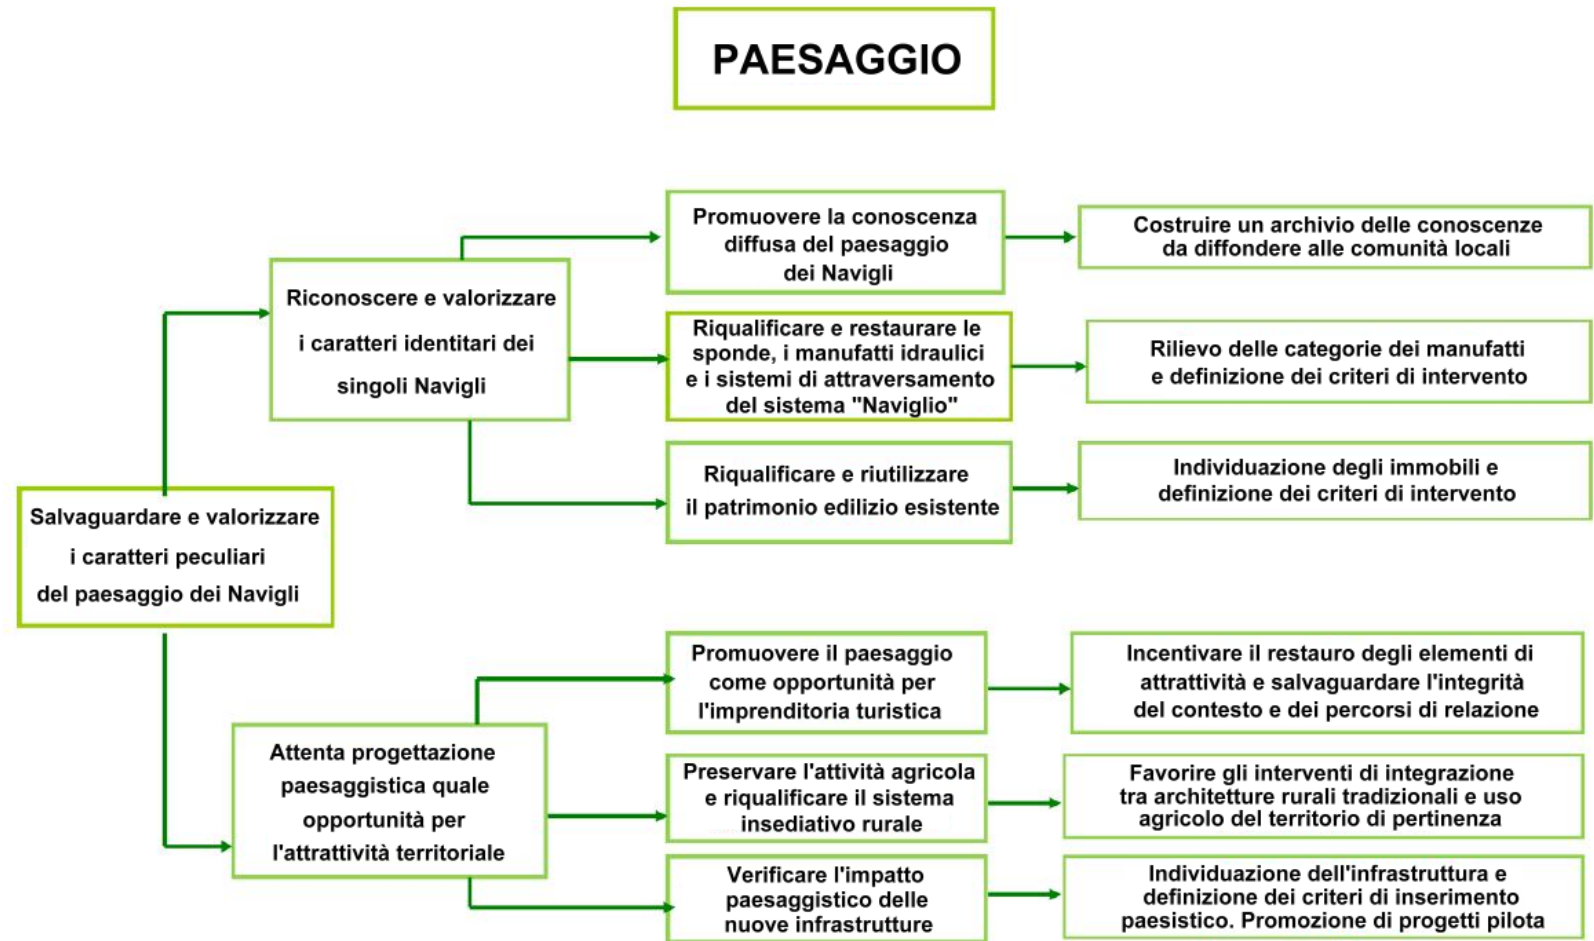 PAESAGGIO
Salvaguardare e valorizzare
i caratteri peculiari
del paesaggio dei Navigli
Riconoscere e valorizzare
i caratteri identitari dei
singoli Navigli
Promuovere la conoscenza
diffusa del paesaggio
dei Navigli
Costruire un archivio delle conoscenze
da diffondere alle comunità locali
Riqualificare e restaurare le
sponde, i manufatti idraulici
e i sistemi di attraversamento
del sistema "Naviglio"
Rilievo delle categorie dei manufatti
e definizione dei criteri di intervento
Riqualificare e riutilizzare
il patrimonio edilizio esistente
Individuazione degli immobili e
definizione dei criteri di intervento
Attenta progettazione
paesaggistica quale
opportunità per
l'attrattività territoriale
Promuovere il paesaggio
come opportunità per
l'imprenditoria turistica
Incentivare il restauro degli elementi di
attrattività e salvaguardare l'integrità
del contesto e dei percorsi di relazione
Preservare l'attività agricola
e riqualificare il sistema
insediativo rurale
Favorire gli interventi di integrazione
tra architetture rurali tradizionali e uso
agricolo del territorio di pertinenza
Verificare l'impatto
paesaggistico delle
nuove infrastrutture
Individuazione dell'infrastruttura e
definizione dei criteri di inserimento
paesistico. Promozione di progetti pilota